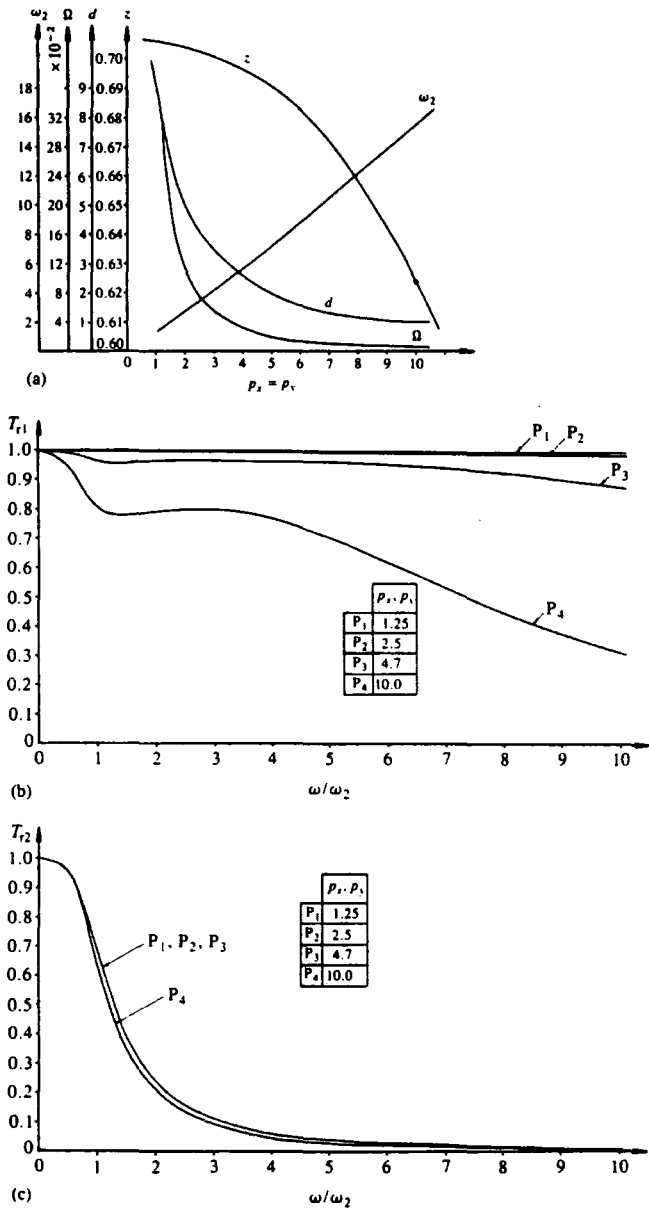 ω₂ Ω d z
×10⁻²
0.70
18 9 0.69
16 32 8 0.68
14 28 7 0.67
12 24 6 0.66
10 20 5 0.65
8 16 4 0.64
6 12 3 0.63
4 8 2 0.62
2 4 1 0.61
0.60
z
ω₂
d
Ω
0 1 2 3 4 5 6 7 8 9 10
(a)
pₓ = pᵧ
Tr1
1.0
0.9
0.8
0.7
0.6
0.5
0.4
0.3
0.2
0.1
0
P₁ P₂
P₃
P₄
pₓ, pᵧ
P₁ 1.25
P₂ 2.5
P₃ 4.7
P₄ 10.0
0 1 2 3 4 5 6 7 8 9 10
(b)
ω/ω₂
Tr2
1.0
0.9
0.8
0.7
0.6
0.5
0.4
0.3
0.2
0.1
0
pₓ, pᵧ
P₁ 1.25
P₂ 2.5
P₃ 4.7
P₄ 10.0
P₁, P₂, P₃
P₄
0 1 2 3 4 5 6 7 8 9 10
(c)
ω/ω₂